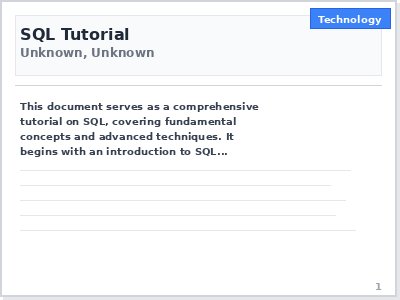 Technology
SQL Tutorial
Unknown, Unknown
This document serves as a comprehensive
tutorial on SQL, covering fundamental
concepts and advanced techniques. It
begins with an introduction to SQL...
1